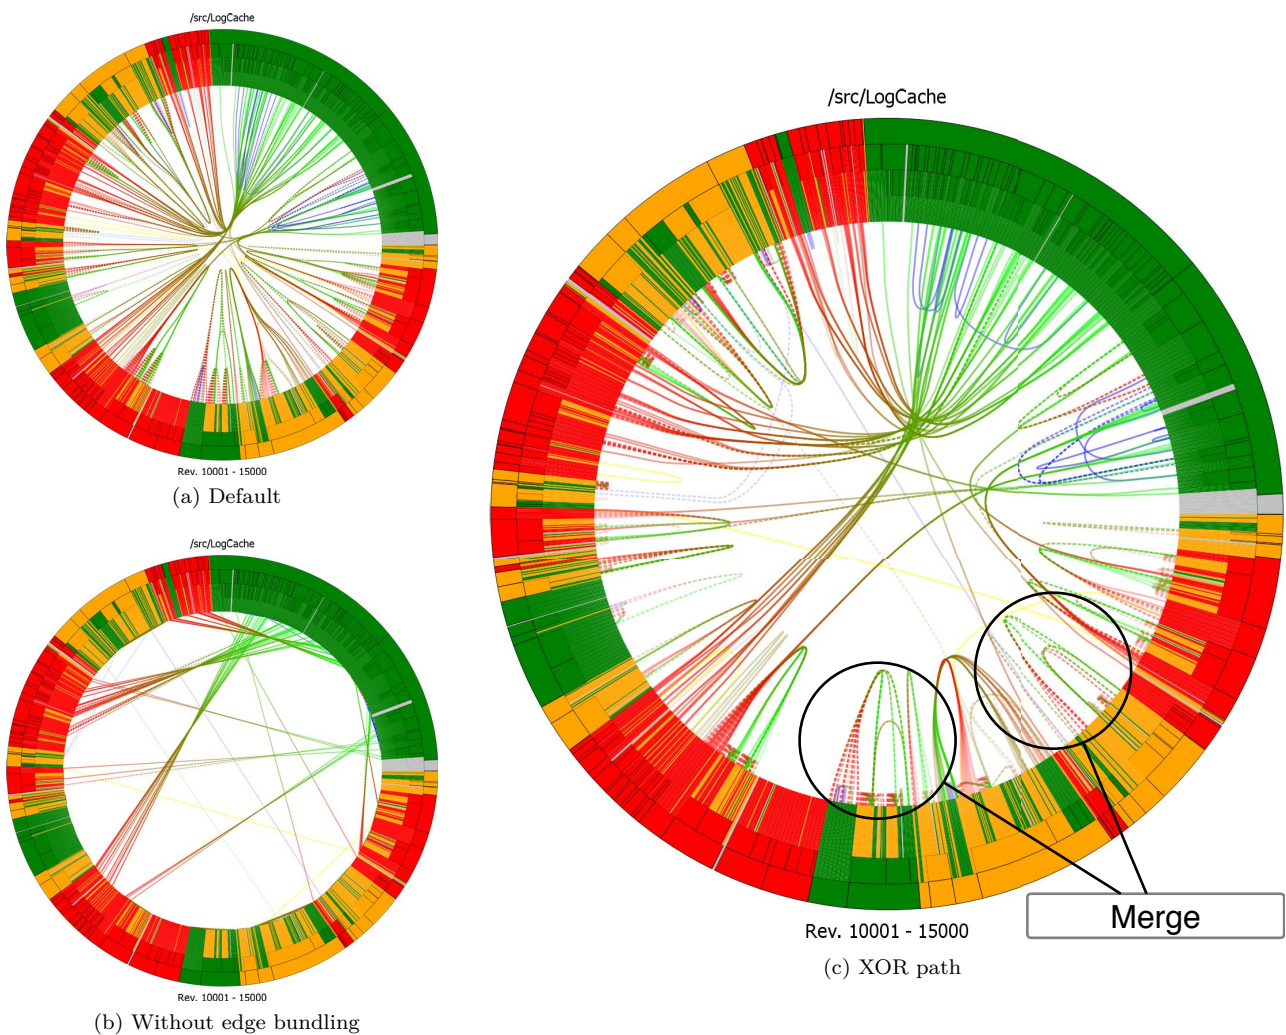 /src/LogCache
Rev. 10001 - 15000
(a) Default
/src/LogCache
Rev. 10001 - 15000
(b) Without edge bundling
/src/LogCache
Merge
Rev. 10001 - 15000
(c) XOR path